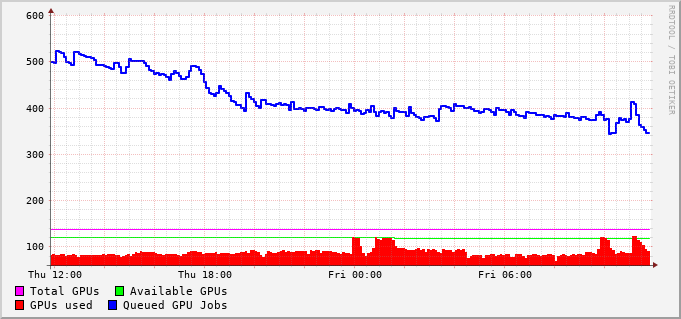 600
500
400
300
200
100
Thu 12:00 Thu 18:00 Fri 00:00 Fri 06:00
Total GPUs Available GPUs
GPUs used Queued GPU Jobs
RRDTOOL / TOBI OETIKER